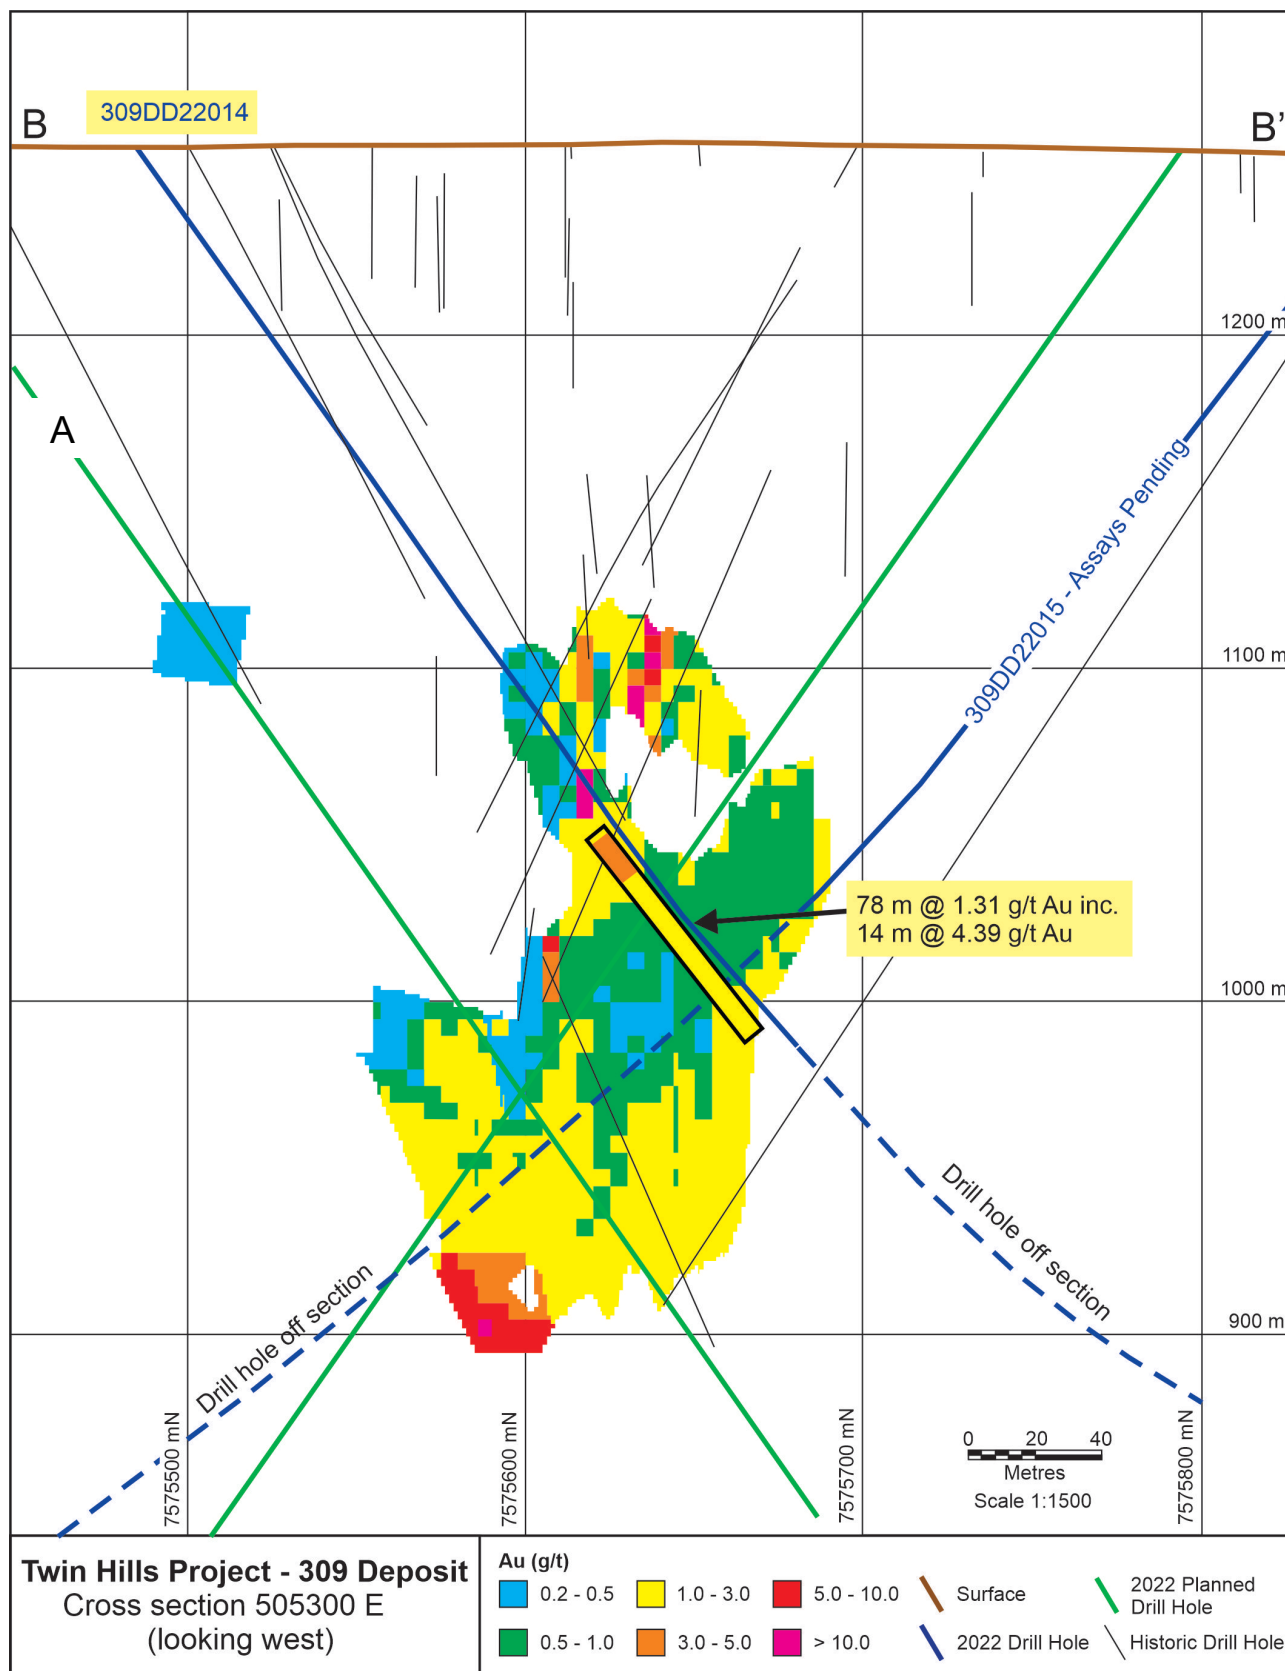 B
309DD22014
B’
1200 m
A
309DD22015 - Assays Pending
1100 m
78 m @ 1.31 g/t Au inc.
14 m @ 4.39 g/t Au
1000 m
Drill hole off section
Drill hole off section
900 m
7575500 mN
7575600 mN
7575700 mN
7575800 mN
0 20 40
Metres
Scale 1:1500
Twin Hills Project - 309 Deposit
Cross section 505300 E
(looking west)
Au (g/t)
0.2 - 0.5
1.0 - 3.0
5.0 - 10.0
Surface
2022 Planned
Drill Hole
0.5 - 1.0
3.0 - 5.0
> 10.0
2022 Drill Hole
Historic Drill Hole